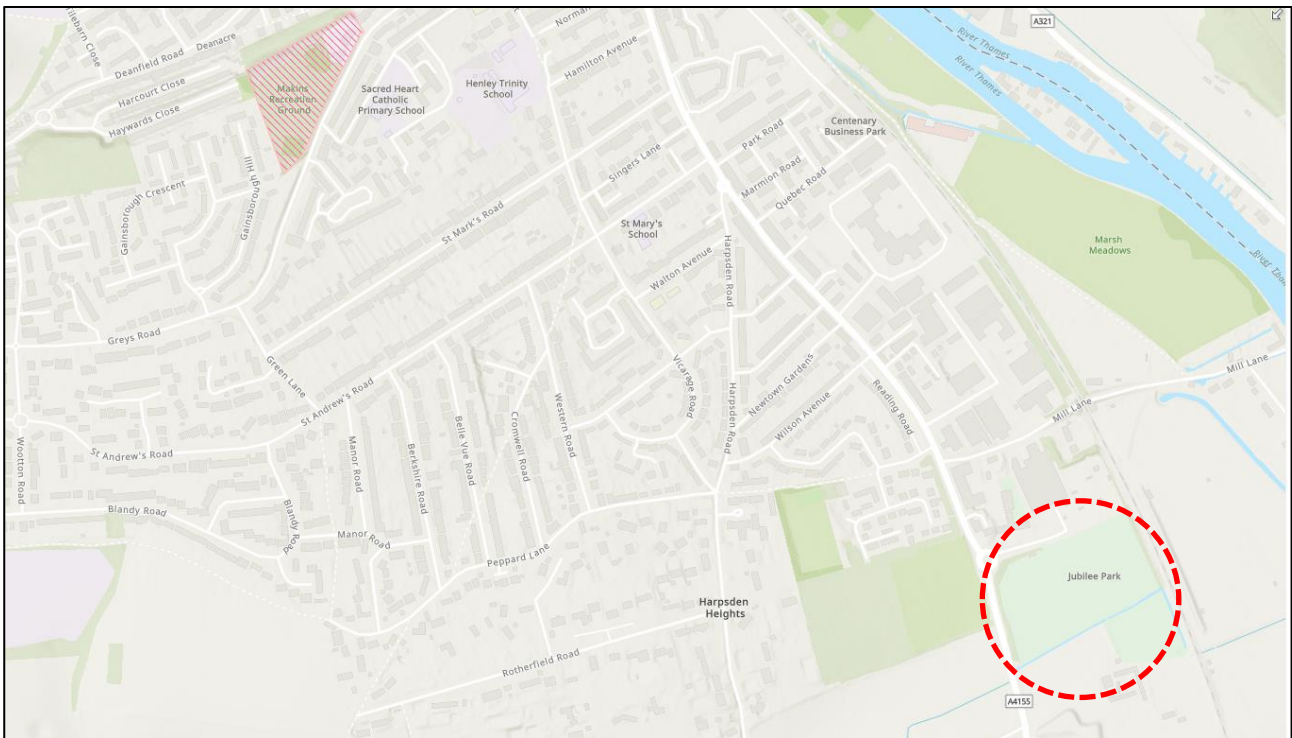 Tilebarn Close
Deanfield Road
Deanacre
Harcourt Close
Haywards Close
Makins
Recreation
Ground
Sacred Heart
Catholic
Primary School
Henley Trinity
School
Norman
Hamilton Avenue
A321
River Thames
River Thames
Centenary
Business Park
Park Road
Marmion Road
Quebec Road
Singers Lane
St Mark's Road
Gainsborough Crescent
Gainsborough Hill
St Mary's
School
Walton Avenue
Harpsden Road
Marsh
Meadows
River Thames
Greys Road
Green Lane
St Andrew's Road
Vicarage Road
Harpsden Road
Newtown Gardens
Wilson Avenue
Reading Road
Mill Lane
Mill Lane
Western Road
Cromwell Road
Belle Vue Road
Berkshire Road
Manor Road
St Andrew's Road
Wootton Road
Blandy Road
Blandy Road
Manor Road
Peppard Lane
Harpsden
Heights
Jubilee Park
Rotherfield Road
A4155